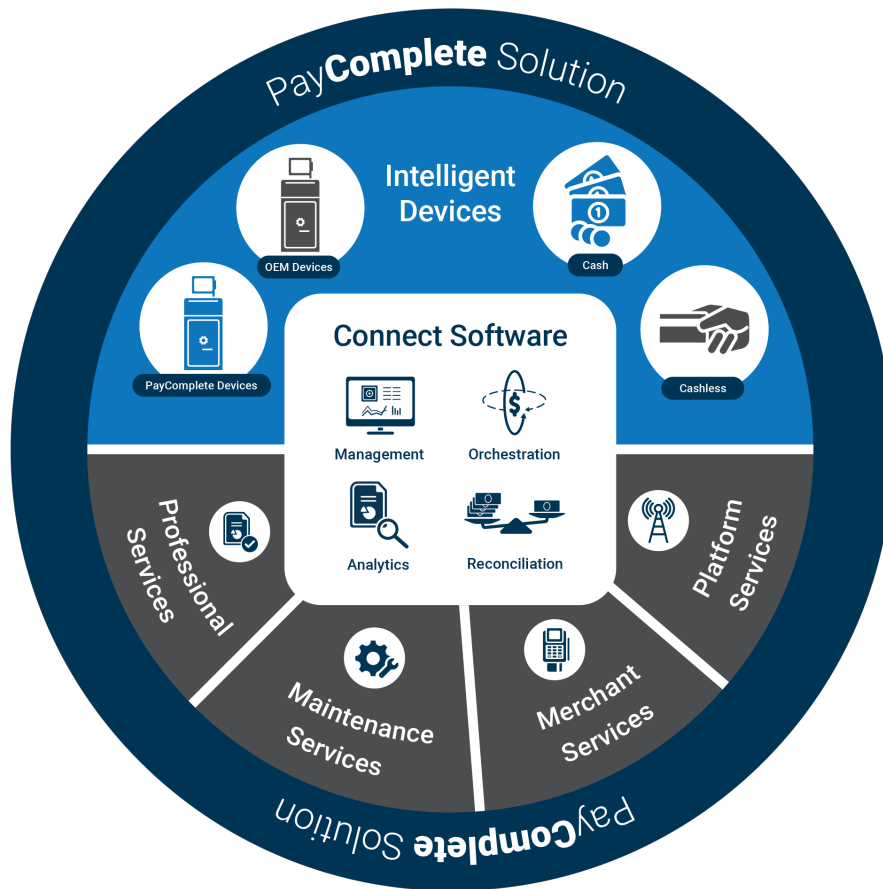 PayComplete Solution
Intelligent
Devices
OEM Devices
Cash
PayComplete Devices
Cashless
1
Connect Software
$
Management
Orchestration
Analytics
Reconciliation
Professional
Services
Maintenance
Services
Merchant
Services
Platform
Services
PayComplete Solution